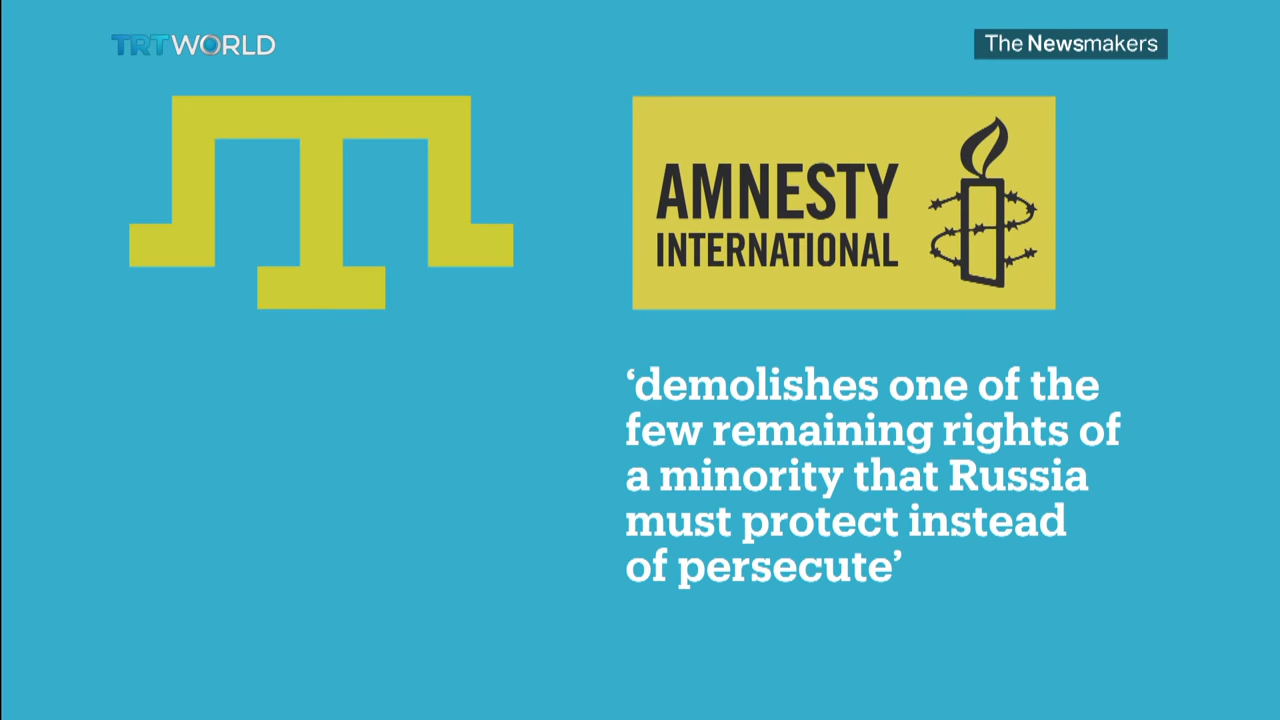 TRT WORLD
The Newsmakers
AMNESTY
INTERNATIONAL
‘demolishes one of the
few remaining rights of
a minority that Russia
must protect instead
of persecute’